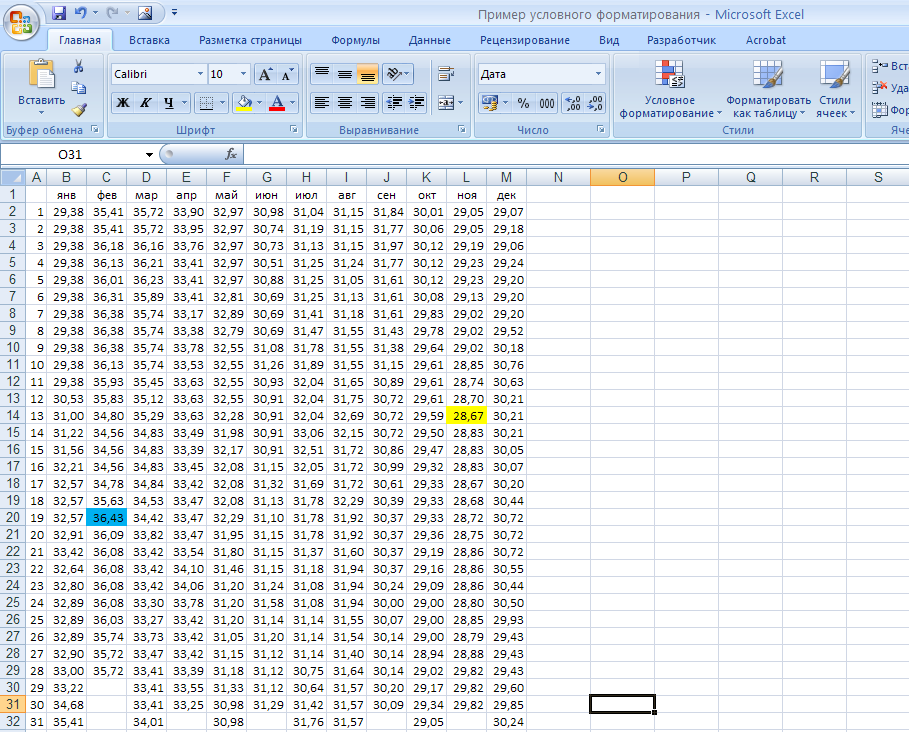 Пример условного форматирования - Microsoft Excel
Главная Вставка Разметка страницы Формулы Данные Рецензирование Вид Разработчик Acrobat
Calibri 10 А А Дата Вст
Вставить Ж К Ч А % 000 Условное форматирование Форматировать как таблицу Стили ячеек Уда
Фор
Буфер обмена Шрифт Выравнивание Число Стили Яче
O31 fx
A B C D E F G H I J K L M N O P Q R S
1 янв фев мар апр май июн июл авг сен окт ноя дек
2 1 29,38 35,41 35,72 33,90 32,97 30,98 31,04 31,15 31,84 30,01 29,05 29,07
3 2 29,38 35,41 35,72 33,95 32,97 30,74 31,19 31,15 31,77 30,06 29,05 29,18
4 3 29,38 36,18 36,16 33,76 32,97 30,73 31,13 31,15 31,97 30,12 29,19 29,06
5 4 29,38 36,13 36,21 33,41 32,97 30,51 31,25 31,24 31,77 30,12 29,23 29,24
6 5 29,38 36,01 36,23 33,41 32,97 30,88 31,25 31,05 31,61 30,12 29,23 29,20
7 6 29,38 36,31 35,89 33,41 32,81 30,69 31,25 31,13 31,61 30,08 29,13 29,20
8 7 29,38 36,38 35,74 33,17 32,89 30,69 31,41 31,18 31,61 29,83 29,02 29,20
9 8 29,38 36,38 35,74 33,38 32,79 30,69 31,47 31,55 31,43 29,78 29,02 29,52
10 9 29,38 36,38 35,74 33,78 32,55 31,08 31,78 31,55 31,38 29,64 29,02 30,18
11 10 29,38 36,13 35,74 33,53 32,55 31,26 31,89 31,55 31,15 29,61 28,85 30,76
12 11 29,38 35,93 35,45 33,63 32,55 30,93 32,04 31,65 30,89 29,61 28,74 30,63
13 12 30,53 35,83 35,12 33,63 32,55 30,91 32,04 31,75 30,72 29,61 28,70 30,21
14 13 31,00 34,80 35,29 33,63 32,28 30,91 32,04 32,69 30,72 29,59 28,67 30,21
15 14 31,22 34,56 34,83 33,49 31,98 30,91 33,06 32,15 30,72 29,50 28,83 30,21
16 15 31,56 34,56 34,83 33,39 32,17 30,91 32,51 31,72 30,86 29,47 28,83 30,05
17 16 32,21 34,56 34,83 33,45 32,08 31,15 32,05 31,72 30,99 29,32 28,83 30,07
18 17 32,57 34,78 34,84 33,42 32,08 31,32 31,69 31,72 30,61 29,33 28,67 30,20
19 18 32,57 35,63 34,53 33,47 32,08 31,13 31,78 32,29 30,39 29,33 28,68 30,44
20 19 32,57 36,43 34,42 33,47 32,29 31,10 31,78 31,92 30,37 29,33 28,72 30,72
21 20 32,91 36,09 33,82 33,47 31,95 31,15 31,78 31,92 30,37 29,36 28,75 30,72
22 21 33,42 36,08 33,42 33,54 31,80 31,15 31,37 31,60 30,37 29,19 28,86 30,72
23 22 32,64 36,08 33,42 34,10 31,46 31,15 31,18 31,94 30,37 29,16 28,86 30,55
24 23 32,80 36,08 33,42 34,06 31,20 31,24 31,08 31,94 30,24 29,09 28,86 30,44
25 24 32,89 36,08 33,30 33,78 31,20 31,58 31,08 31,94 30,00 29,00 28,80 30,50
26 25 32,89 36,03 33,27 33,42 31,20 31,14 31,14 31,55 30,07 29,00 28,85 29,93
27 26 32,89 35,74 33,73 33,42 31,05 31,20 31,14 31,54 30,14 29,00 28,79 29,43
28 27 32,90 35,72 33,47 33,42 31,15 31,12 31,14 31,40 30,14 28,94 28,88 29,43
29 28 33,00 35,72 33,41 33,39 31,18 31,12 30,75 31,64 30,14 29,02 29,82 29,43
30 29 33,22 33,41 33,55 31,33 31,12 30,64 31,57 30,20 29,17 29,82 29,60
31 30 34,68 33,41 33,25 30,98 31,29 31,42 31,57 30,09 29,34 29,82 29,85
32 31 35,41 34,01 30,98 31,76 31,57 29,05 30,24